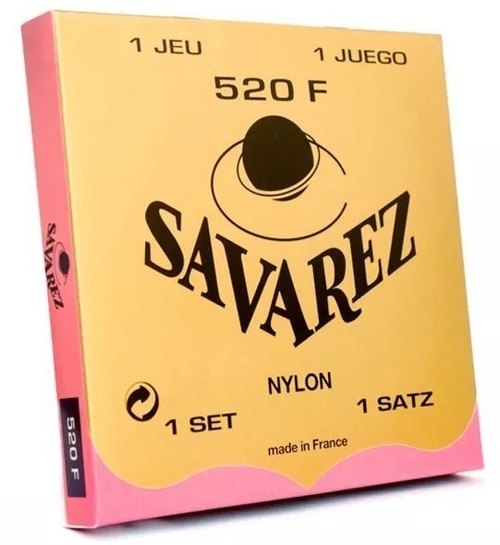 1 JEU
1 JUEGO
520 F
SAVAREZ
NYLON
1 SET
1 SATZ
made in France
SAVAREZ
520 F